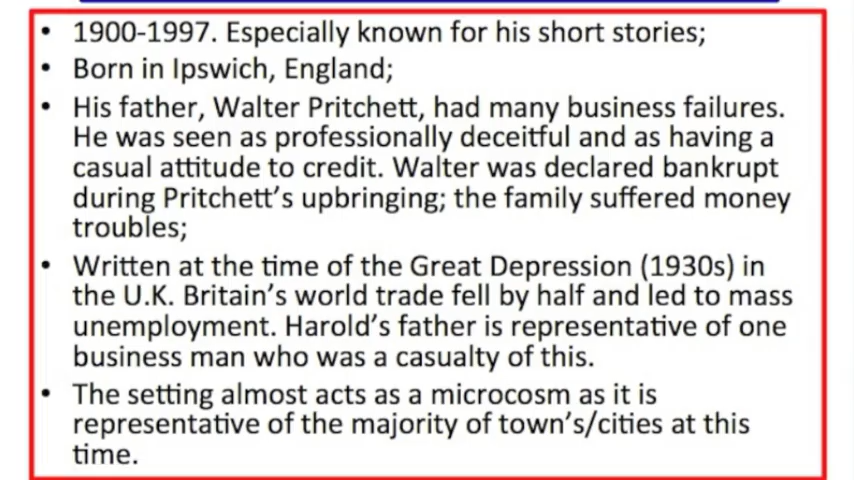 • 1900-1997. Especially known for his short stories;
• Born in Ipswich, England;
• His father, Walter Pritchett, had many business failures.
He was seen as professionally deceitful and as having a
casual attitude to credit. Walter was declared bankrupt
during Pritchett’s upbringing; the family suffered money
troubles;
• Written at the time of the Great Depression (1930s) in
the U.K. Britain’s world trade fell by half and led to mass
unemployment. Harold’s father is representative of one
business man who was a casualty of this.
• The setting almost acts as a microcosm as it is
representative of the majority of town’s/cities at this
time.